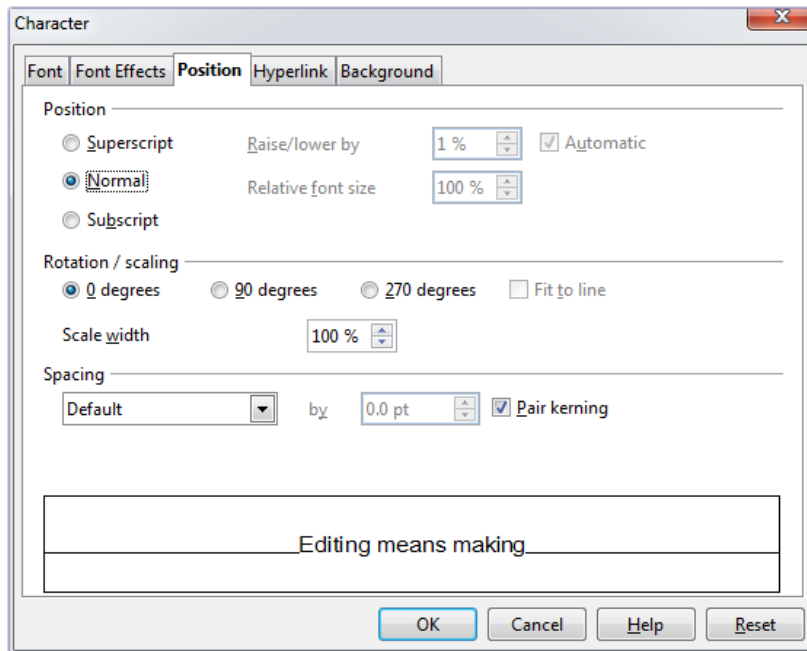 Character
Font Font Effects Position Hyperlink Background
Position
Superscript Raise/lower by 1 % Automatic
Normal Relative font size 100 %
Subscript
Rotation / scaling
0 degrees 90 degrees 270 degrees Fit to line
Scale width 100 %
Spacing
Default by 0.0 pt Pair kerning
Editing means making
OK Cancel Help Reset